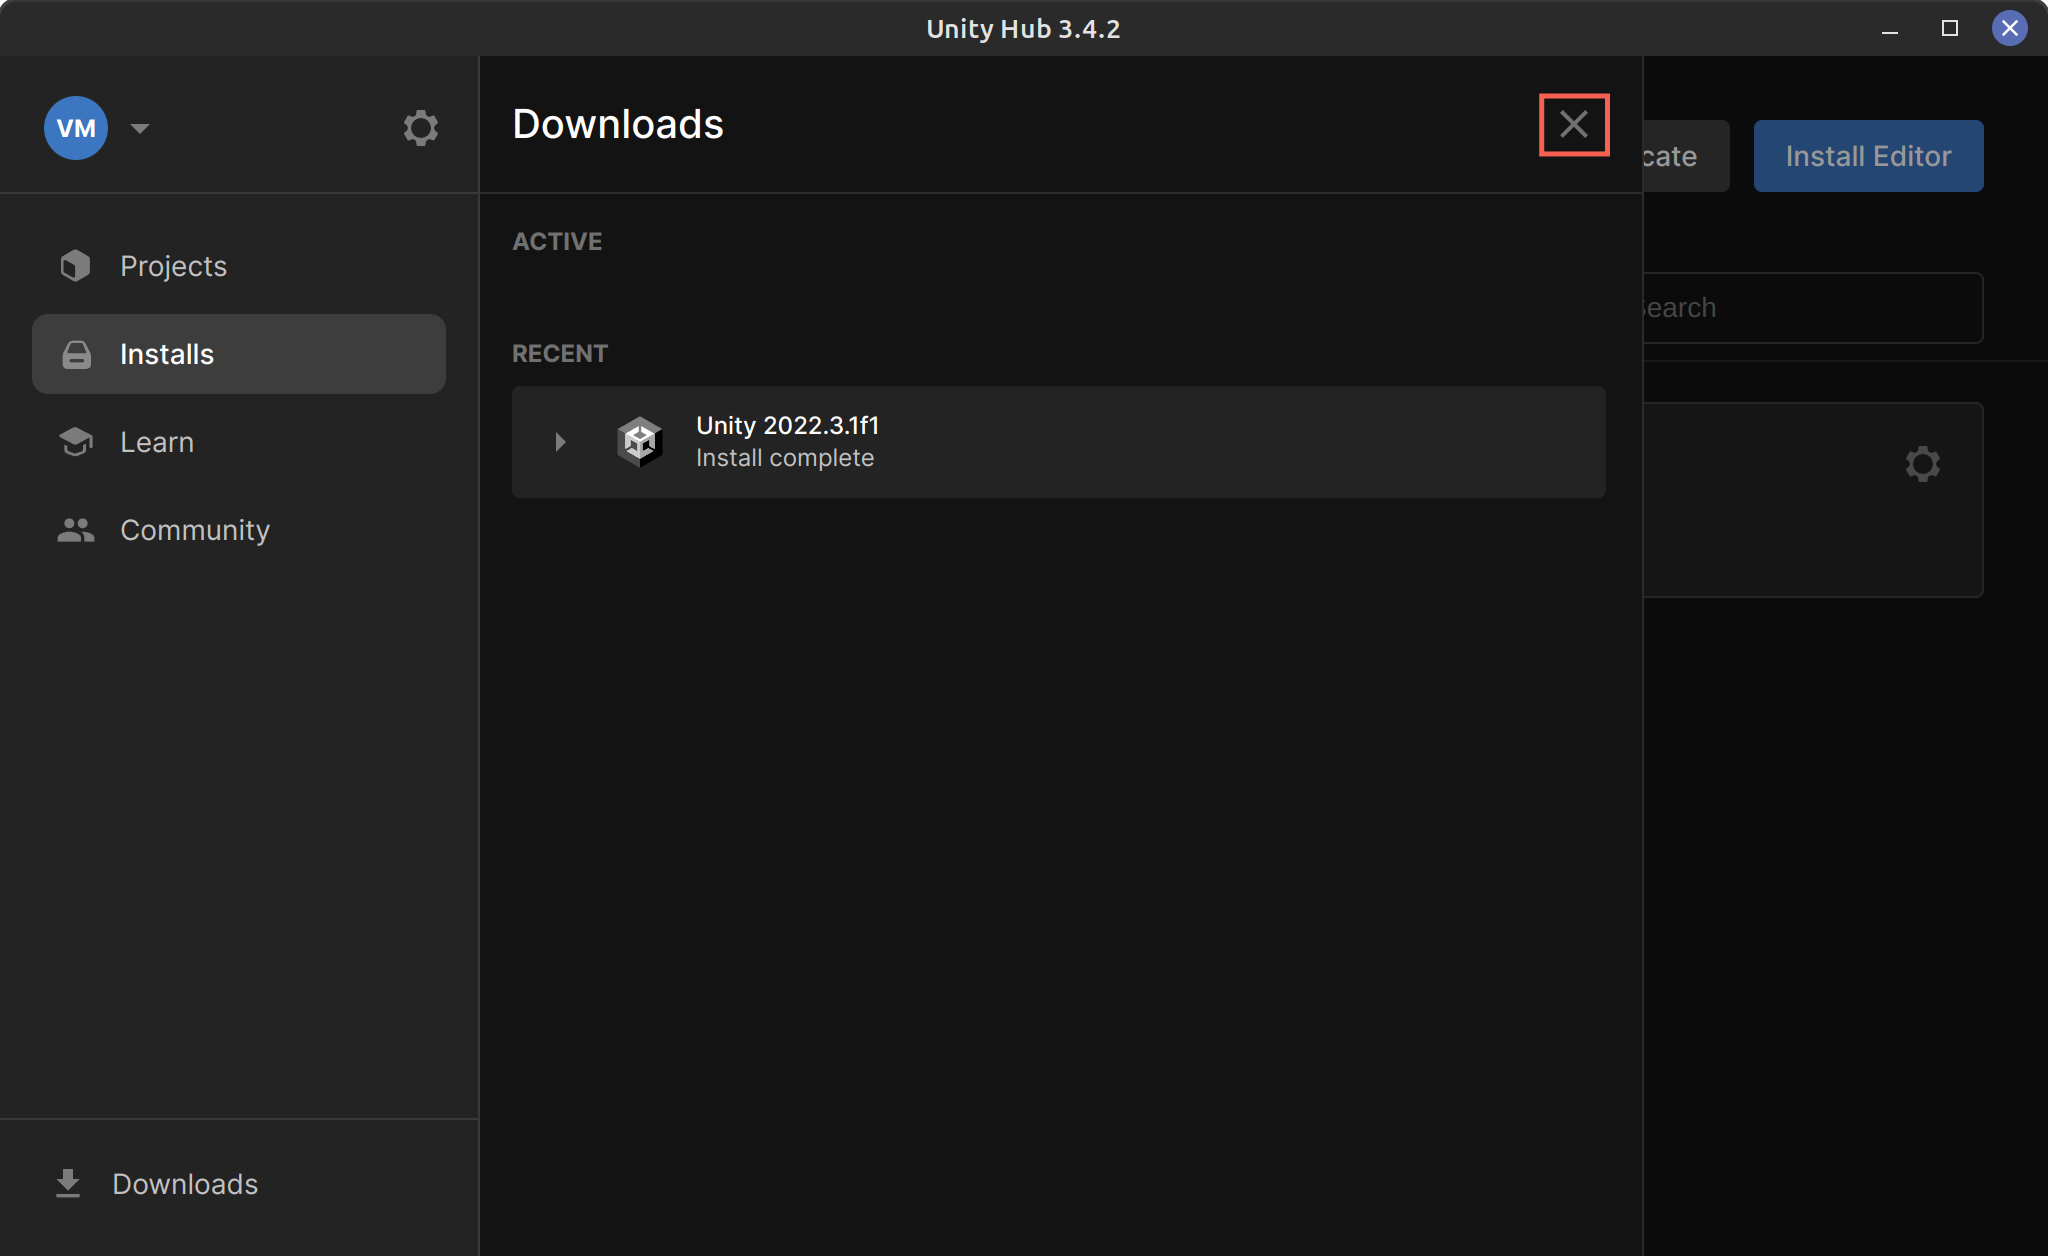 Unity Hub 3.4.2
VM
Projects
Installs
Learn
Community
Downloads
Downloads
ACTIVE
RECENT
Unity 2022.3.1f1
Install complete
cate
Install Editor
earch